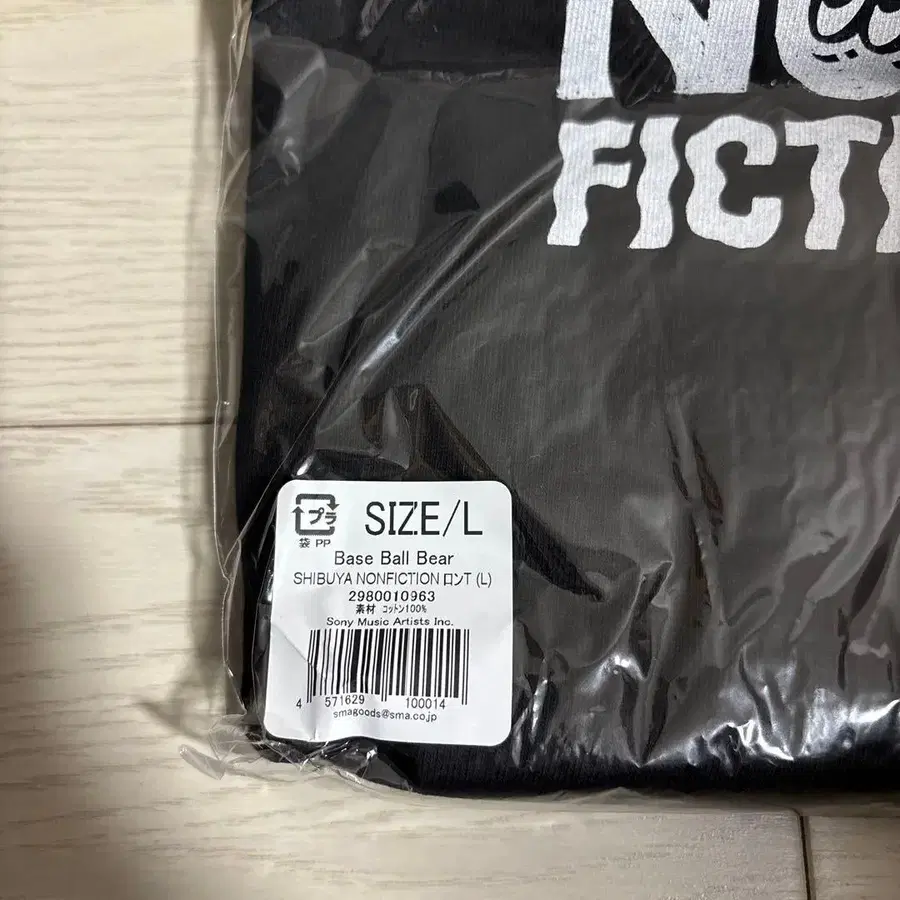 NO
FICTI
プラ
袋 PP
SIZE/L
Base Ball Bear
SHIBUYA NONFICTION ロンT (L)
2980010963
素材 コットン100%
Sony Music Artists Inc.
4 571629 100014
smagoods@sma.co.jp